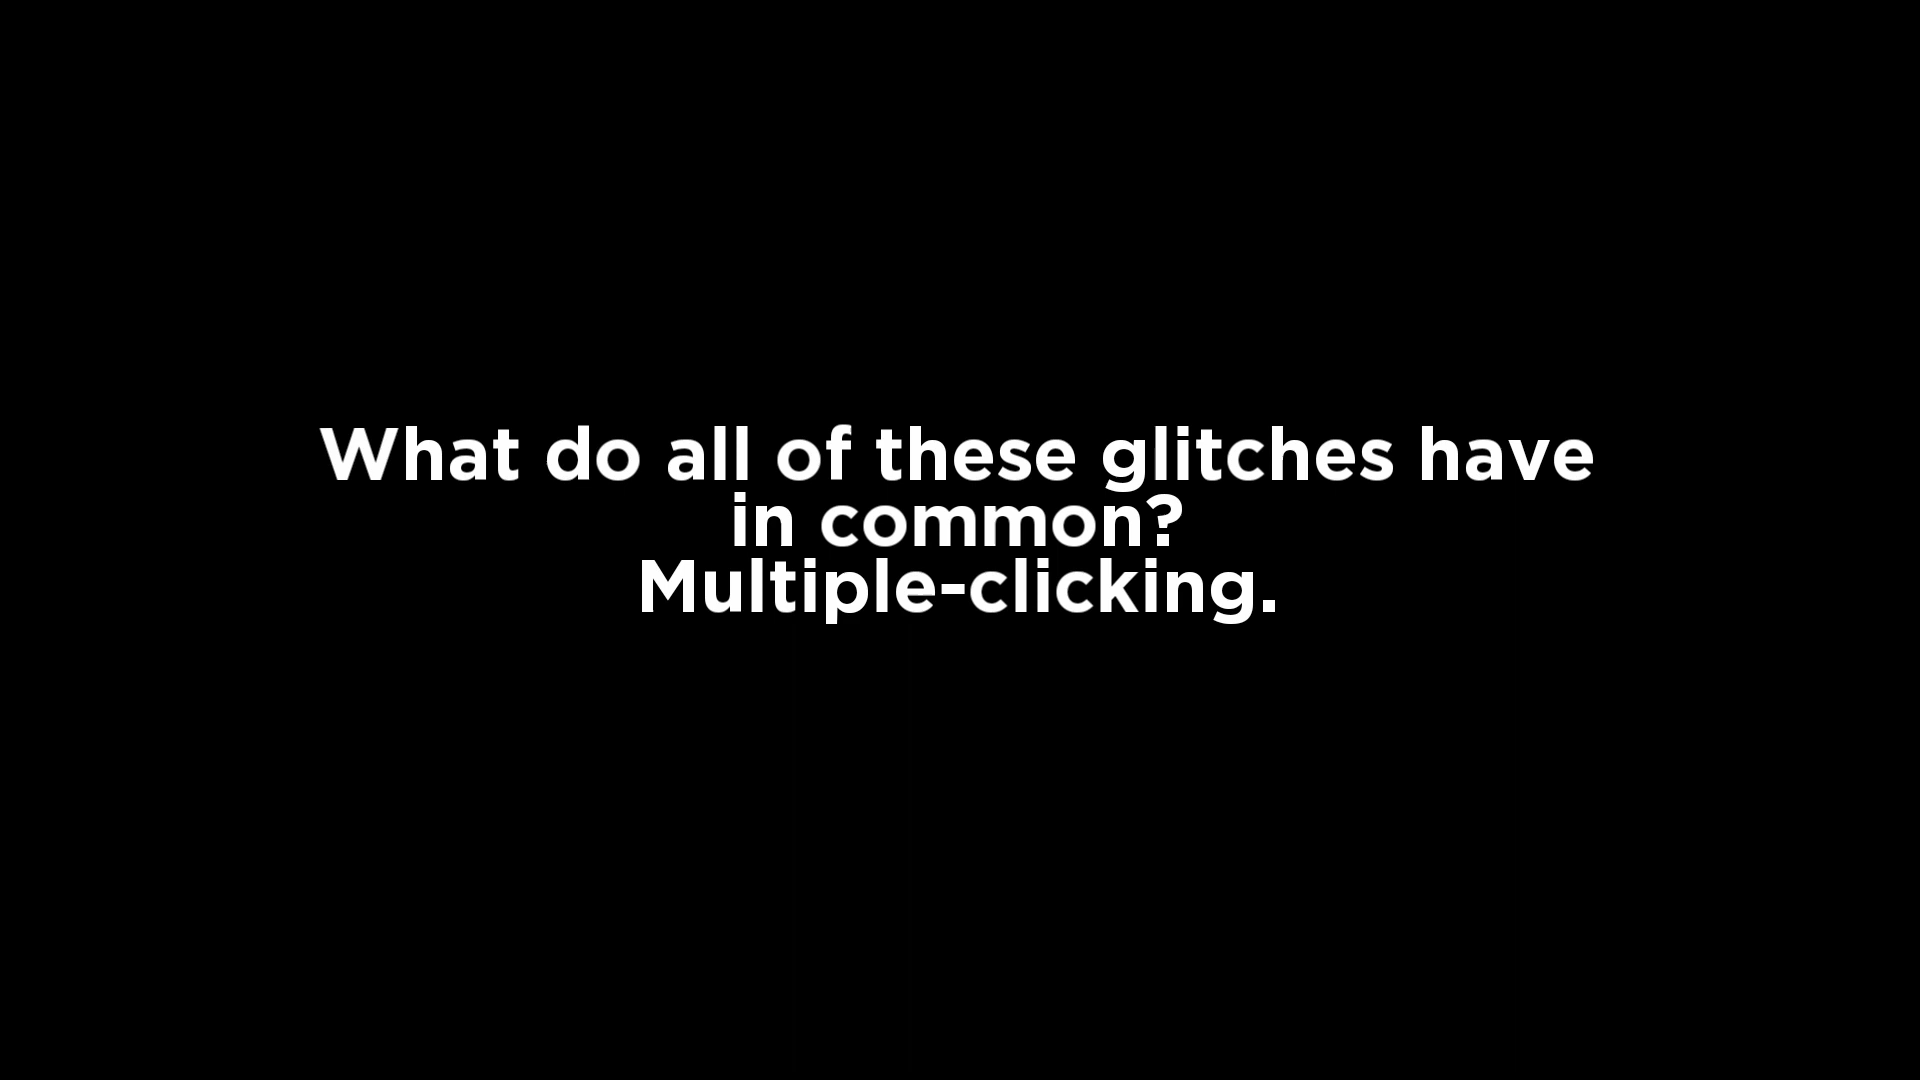 What do all of these glitches have
in common?
Multiple-clicking.